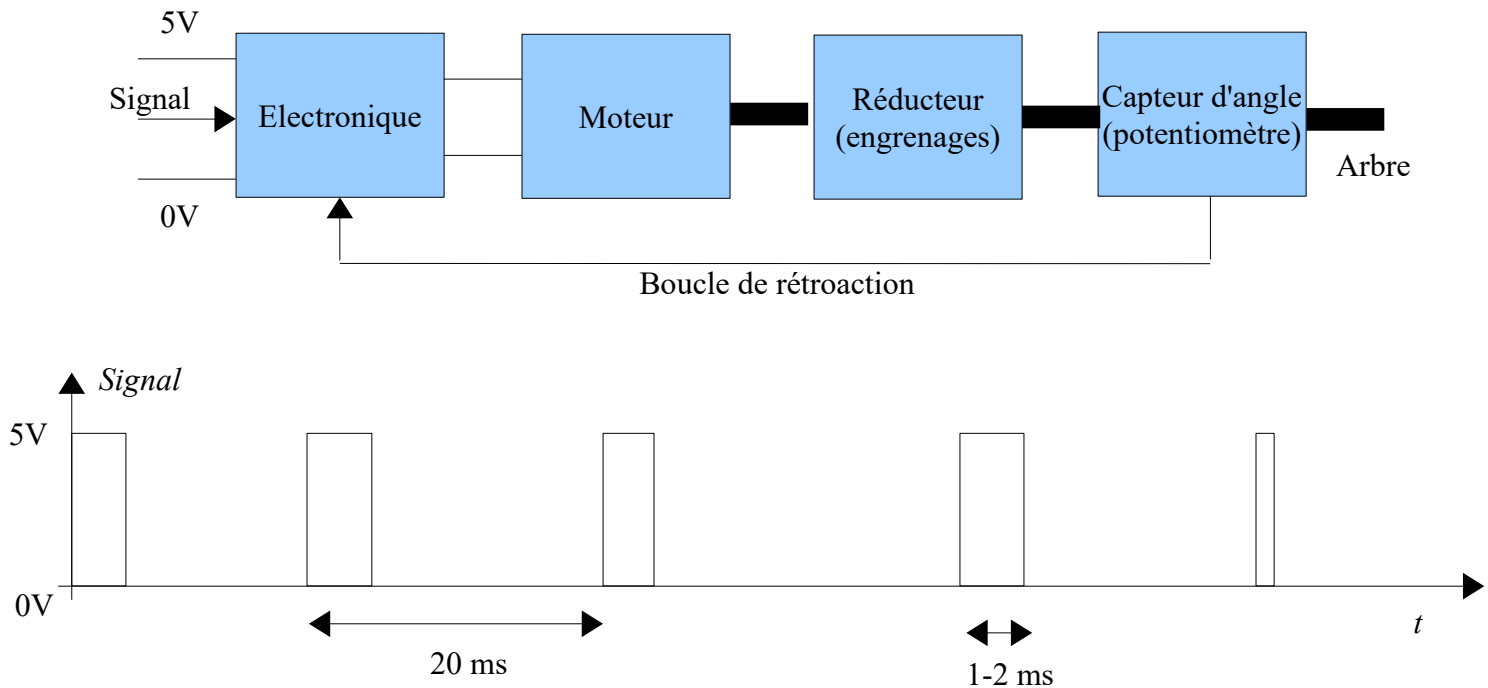 5V
Signal
0V
Electronique
Moteur
Réducteur
(engrenages)
Capteur d'angle
(potentiomètre)
Arbre
Boucle de rétroaction
Signal
5V
0V
20 ms
1-2 ms
t